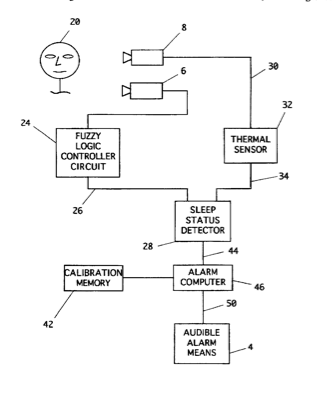 20
8
6
30
24
32
FUZZY
LOGIC
CONTROLLER
CIRCUIT
THERMAL
SENSOR
26
34
SLEEP
STATUS
DETECTOR
28
44
CALIBRATION
MEMORY
ALARM
COMPUTER
46
42
50
AUDIBLE
ALARM
MEANS
4